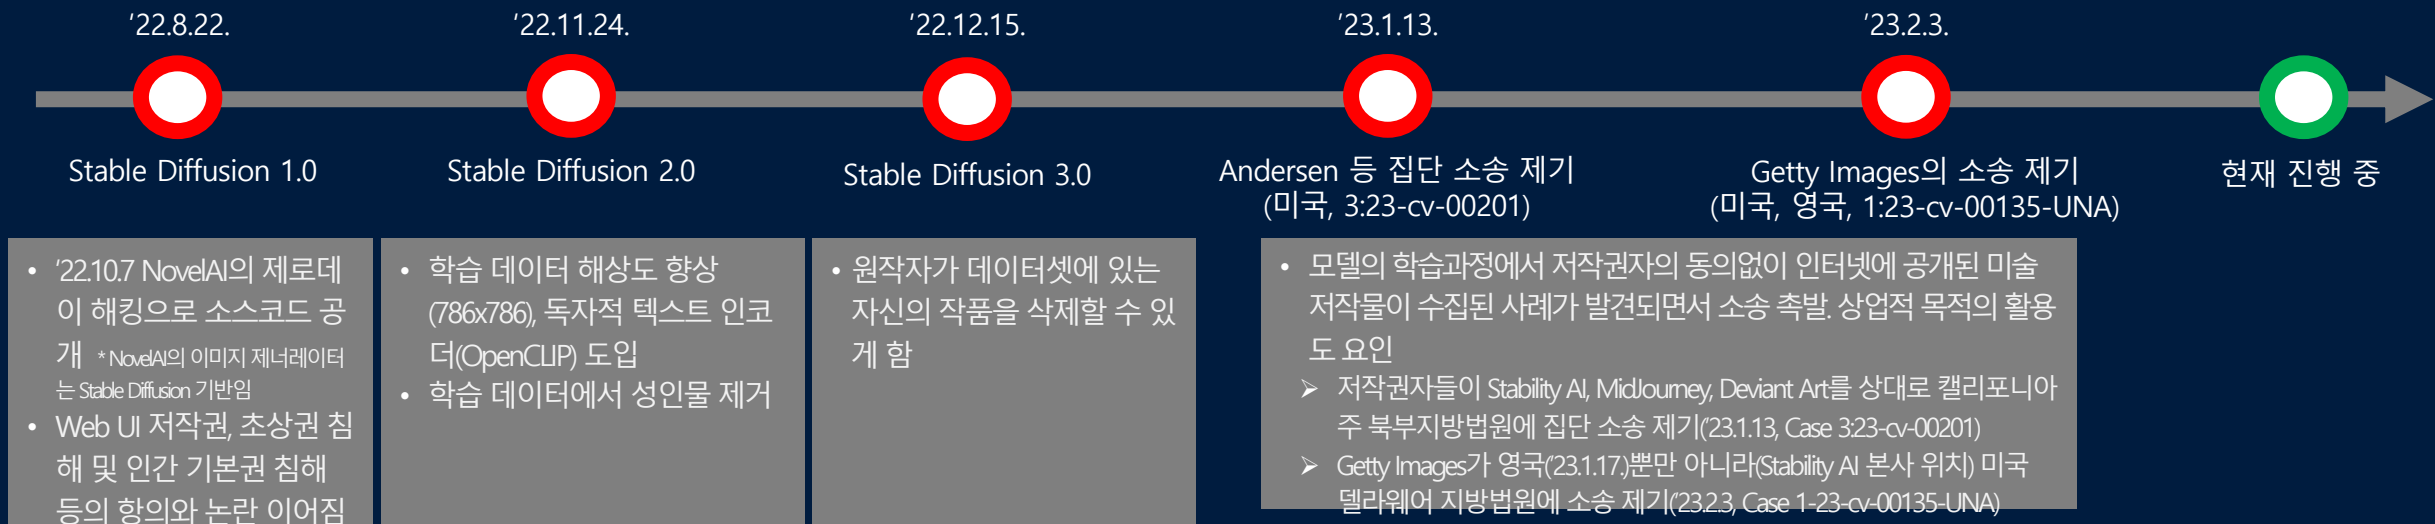 '22.8.22.
'22.11.24.
'22.12.15.
'23.1.13.
'23.2.3.
Stable Diffusion 1.0
Stable Diffusion 2.0
Stable Diffusion 3.0
Andersen 등 집단 소송 제기
(미국, 3:23-cv-00201)
Getty Images의 소송 제기
(미국, 영국, 1:23-cv-00135-UNA)
현재 진행 중
• '22.10.7 NovelAI의 제로데
이 해킹으로 소스코드 공
개 * NovelAI의 이미지 제너레이터
는 Stable Diffusion 기반임
• Web UI 저작권, 초상권 침
해 및 인간 기본권 침해
등의 항의와 논란 이어짐
• 학습 데이터 해상도 향상
(786x786), 독자적 텍스트 인코
더(OpenCLIP) 도입
• 학습 데이터에서 성인물 제거
• 원작자가 데이터셋에 있는
자신의 작품을 삭제할 수 있
게 함
• 모델의 학습과정에서 저작권자의 동의없이 인터넷에 공개된 미술
저작물이 수집된 사례가 발견되면서 소송 촉발. 상업적 목적의 활용
도 요인
➢ 저작권자들이 Stability AI, MidJourney, Deviant Art를 상대로 캘리포니아
주 북부지방법원에 집단 소송 제기('23.1.13, Case 3:23-cv-00201)
➢ Getty Images가 영국('23.1.17.)뿐만 아니라(Stability AI 본사 위치) 미국
델라웨어 지방법원에 소송 제기('23.2.3, Case 1-23-cv-00135-UNA)